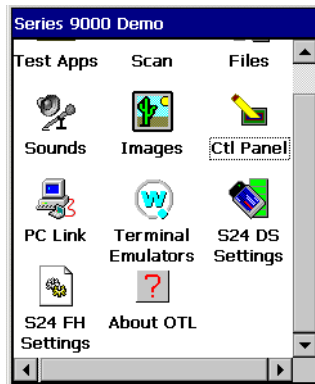 Series 9000 Demo
Test Apps Scan Files
Sounds Images Ctl Panel
PC Link Terminal S24 DS
Emulators Settings
S24 FH About OTL
Settings